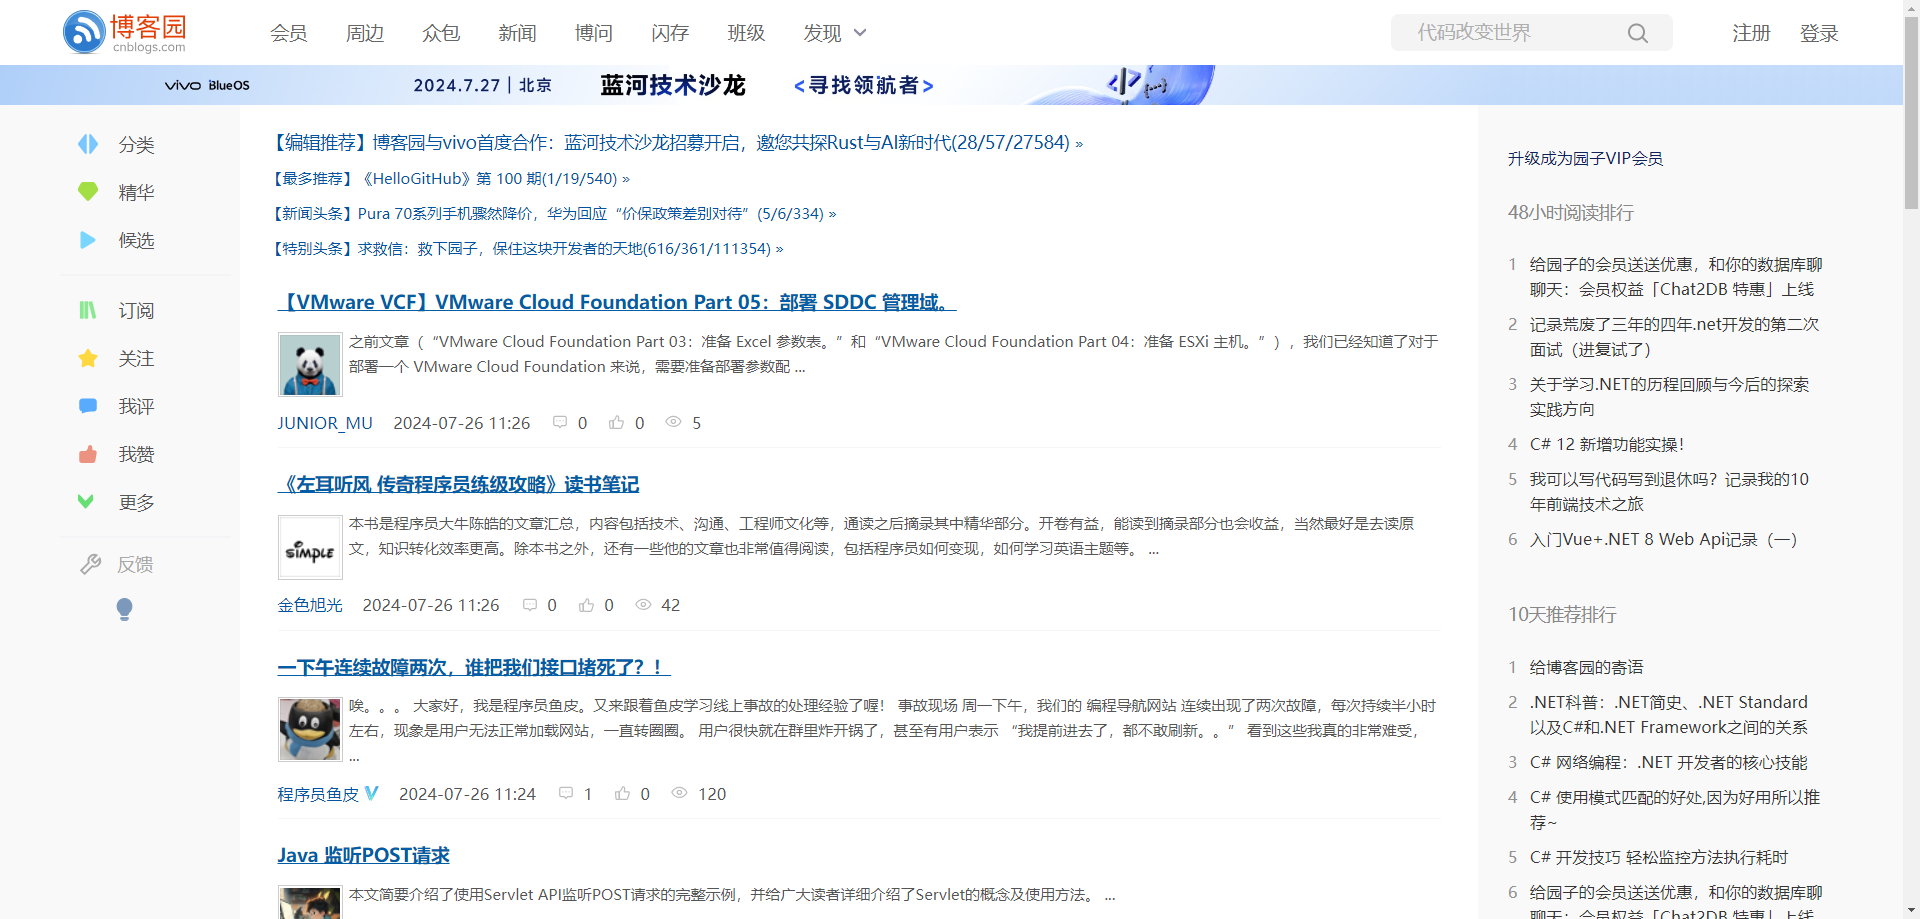 博客园
cnblogs.com
会员 周边 众包 新闻 博问 闪存 班级 发现
代码改变世界
注册 登录
vivo BlueOS 2024.7.27 | 北京 蓝河技术沙龙 <寻找领航者>
分类
精华
候选
订阅
关注
我评
我赞
更多
反馈
【编辑推荐】博客园与vivo首度合作：蓝河技术沙龙招募开启，邀您共探Rust与AI新时代(28/57/27584) »
【最多推荐】《HelloGitHub》第 100 期(1/19/540) »
【新闻头条】Pura 70系列手机骤然降价，华为回应“价保政策差别对待”(5/6/334) »
【特别头条】求救信：救下园子，保住这块开发者的天地(616/361/111354) »
【VMware VCF】VMware Cloud Foundation Part 05：部署 SDDC 管理域。
之前文章（“VMware Cloud Foundation Part 03：准备 Excel 参数表。”和“VMware Cloud Foundation Part 04：准备 ESXi 主机。”），我们已经知道了对于
部署一个 VMware Cloud Foundation 来说，需要准备部署参数配 ...
JUNIOR_MU 2024-07-26 11:26 0 0 5
《左耳听风 传奇程序员练级攻略》读书笔记
SIMPLE
本书是程序员大牛陈皓的文章汇总，内容包括技术、沟通、工程师文化等，通读之后摘录其中精华部分。开卷有益，能读到摘录部分也会收益，当然最好是去读原
文，知识转化效率更高。除本书之外，还有一些他的文章也非常值得阅读，包括程序员如何变现，如何学习英语主题等。 ...
金色旭光 2024-07-26 11:26 0 0 42
一下午连续故障两次，谁把我们接口堵死了？！
唉。。。 大家好，我是程序员鱼皮。又来跟着鱼皮学习线上事故的处理经验了喔！ 事故现场 周一下午，我们的 编程导航网站 连续出现了两次故障，每次持续半小时
左右，现象是用户无法正常加载网站，一直转圈圈。 用户很快就在群里炸开锅了，甚至有用户表示 “我提前进去了，都不敢刷新。。” 看到这些我真的非常难受，
...
程序员鱼皮 2024-07-26 11:24 1 0 120
Java 监听POST请求
本文简要介绍了使用Servlet API监听POST请求的完整示例，并给广大读者详细介绍了Servlet的概念及使用方法。 ...
升级成为园子VIP会员
48小时阅读排行
1 给园子的会员送送优惠，和你的数据库聊
聊天：会员权益「Chat2DB 特惠」上线
2 记录荒废了三年的四年.net开发的第二次
面试（进复试了）
3 关于学习.NET的历程回顾与今后的探索
实践方向
4 C# 12 新增功能实操！
5 我可以写代码写到退休吗？记录我的10
年前端技术之旅
6 入门Vue+.NET 8 Web Api记录（一）
10天推荐排行
1 给博客园的寄语
2 .NET科普：.NET简史、.NET Standard
以及C#和.NET Framework之间的关系
3 C# 网络编程：.NET 开发者的核心技能
4 C# 使用模式匹配的好处,因为好用所以推
荐~
5 C# 开发技巧 轻松监控方法执行耗时
6 给园子的会员送送优惠，和你的数据库聊
聊天：会员权益「Chat2DB 特惠」上线